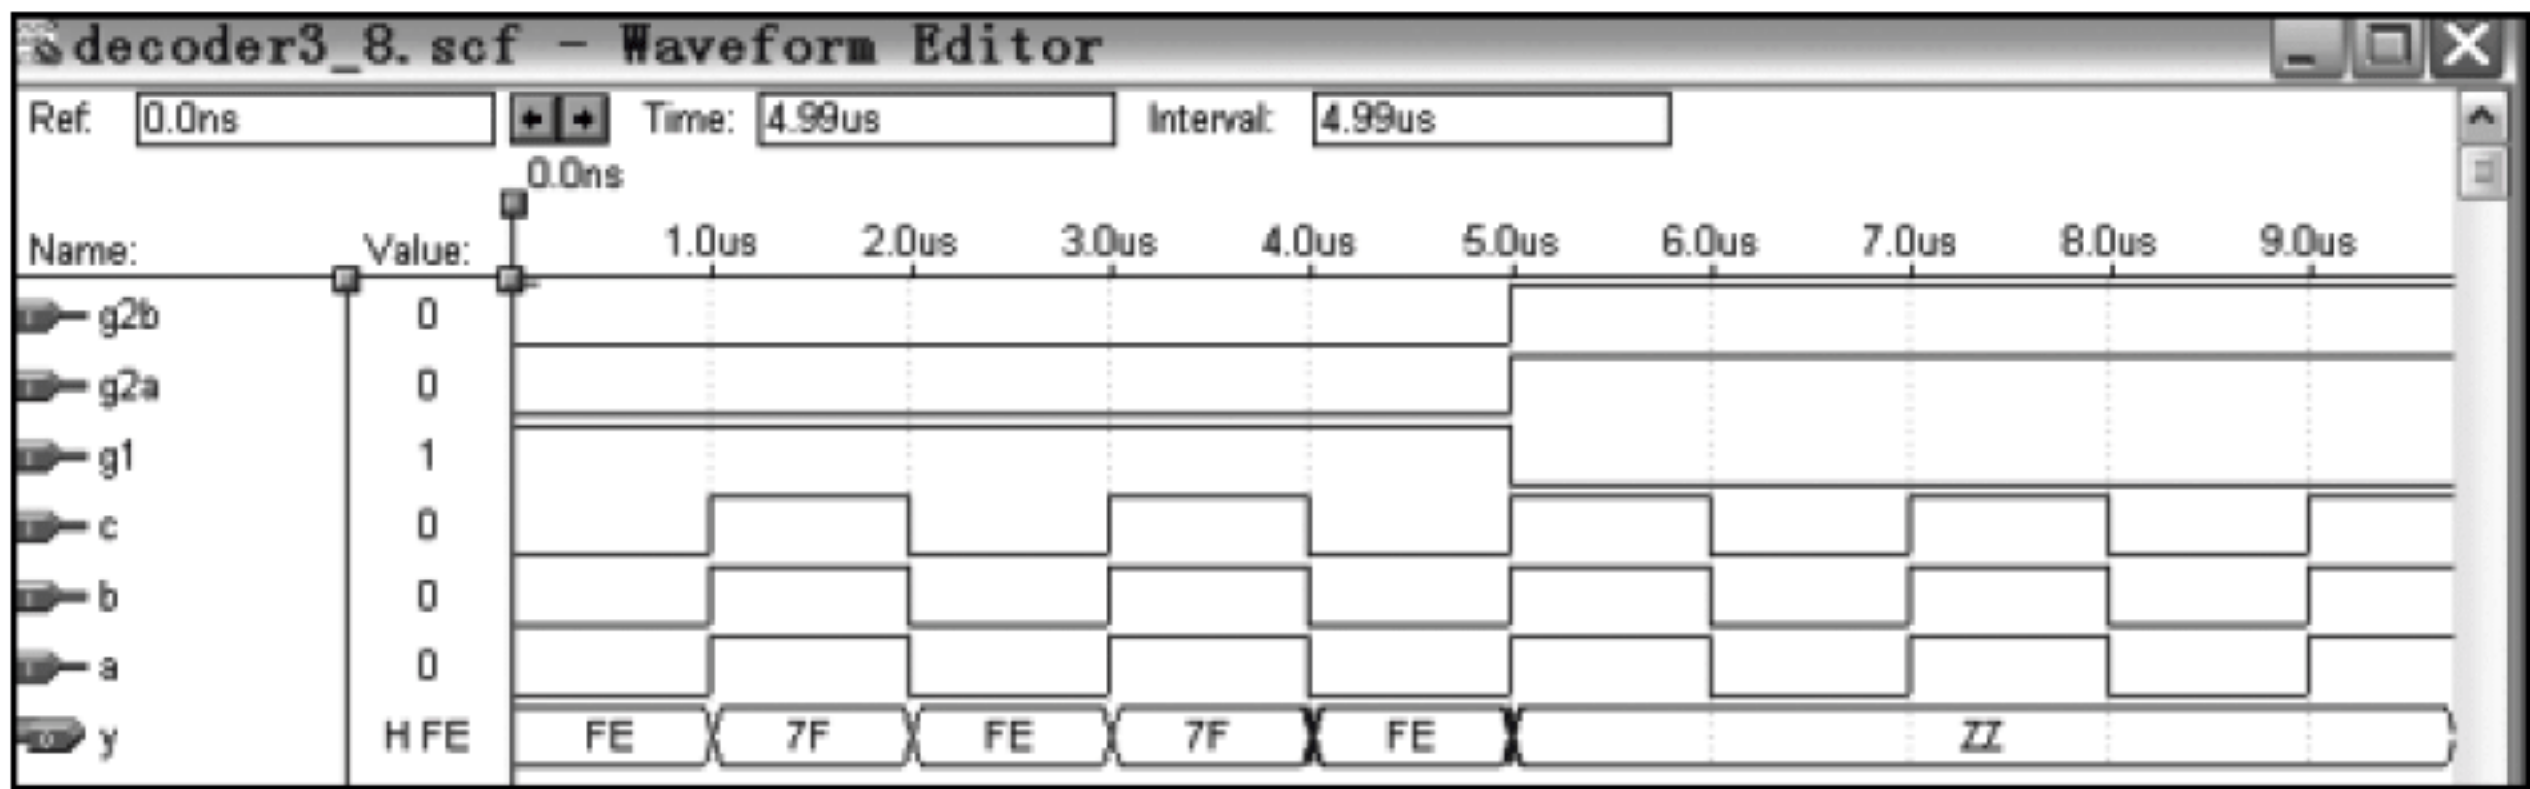 decoder3_8.scf - Waveform Editor
Ref: 0.0ns Time: 4.99us Interval: 4.99us
0.0ns
Name: Value: 1.0us 2.0us 3.0us 4.0us 5.0us 6.0us 7.0us 8.0us 9.0us
g2b 0
g2a 0
g1 1
c 0
b 0
a 0
y H FE FE 7F FE 7F FE ZZ